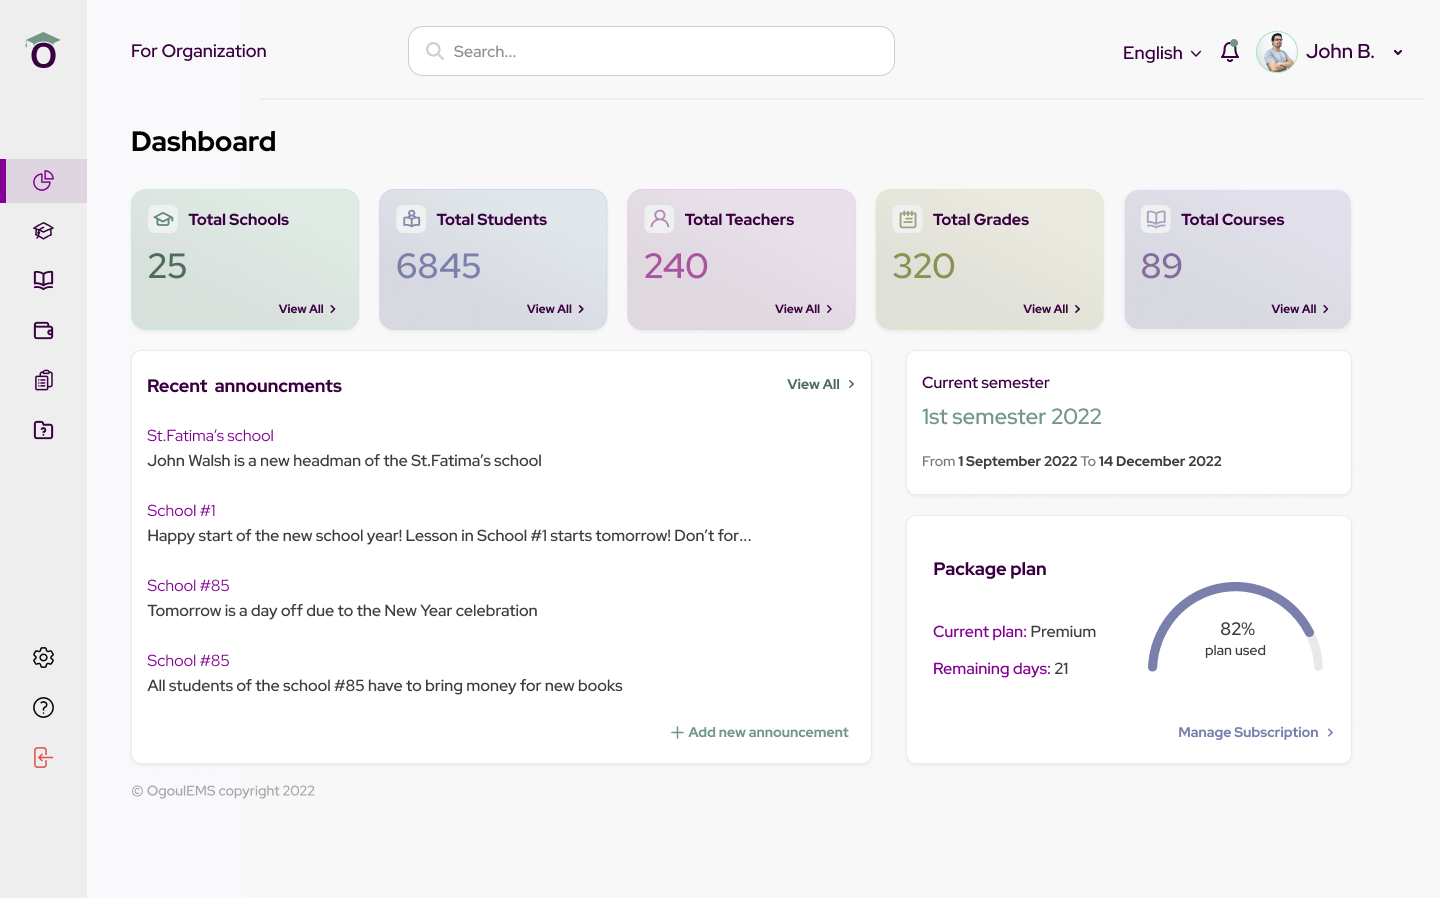 For Organization
Search...
English
John B.
Dashboard
Total Schools
25
View All
Total Students
6845
View All
Total Teachers
240
View All
Total Grades
320
View All
Total Courses
89
View All
Recent announcments
View All
St.Fatima’s school
John Walsh is a new headman of the St.Fatima’s school
School #1
Happy start of the new school year! Lesson in School #1 starts tomorrow! Don’t for...
School #85
Tomorrow is a day off due to the New Year celebration
School #85
All students of the school #85 have to bring money for new books
Add new announcement
Current semester
1st semester 2022
From 1 September 2022 To 14 December 2022
Package plan
Current plan: Premium
Remaining days: 21
82%
plan used
Manage Subscription
© OgoulEMS copyright 2022